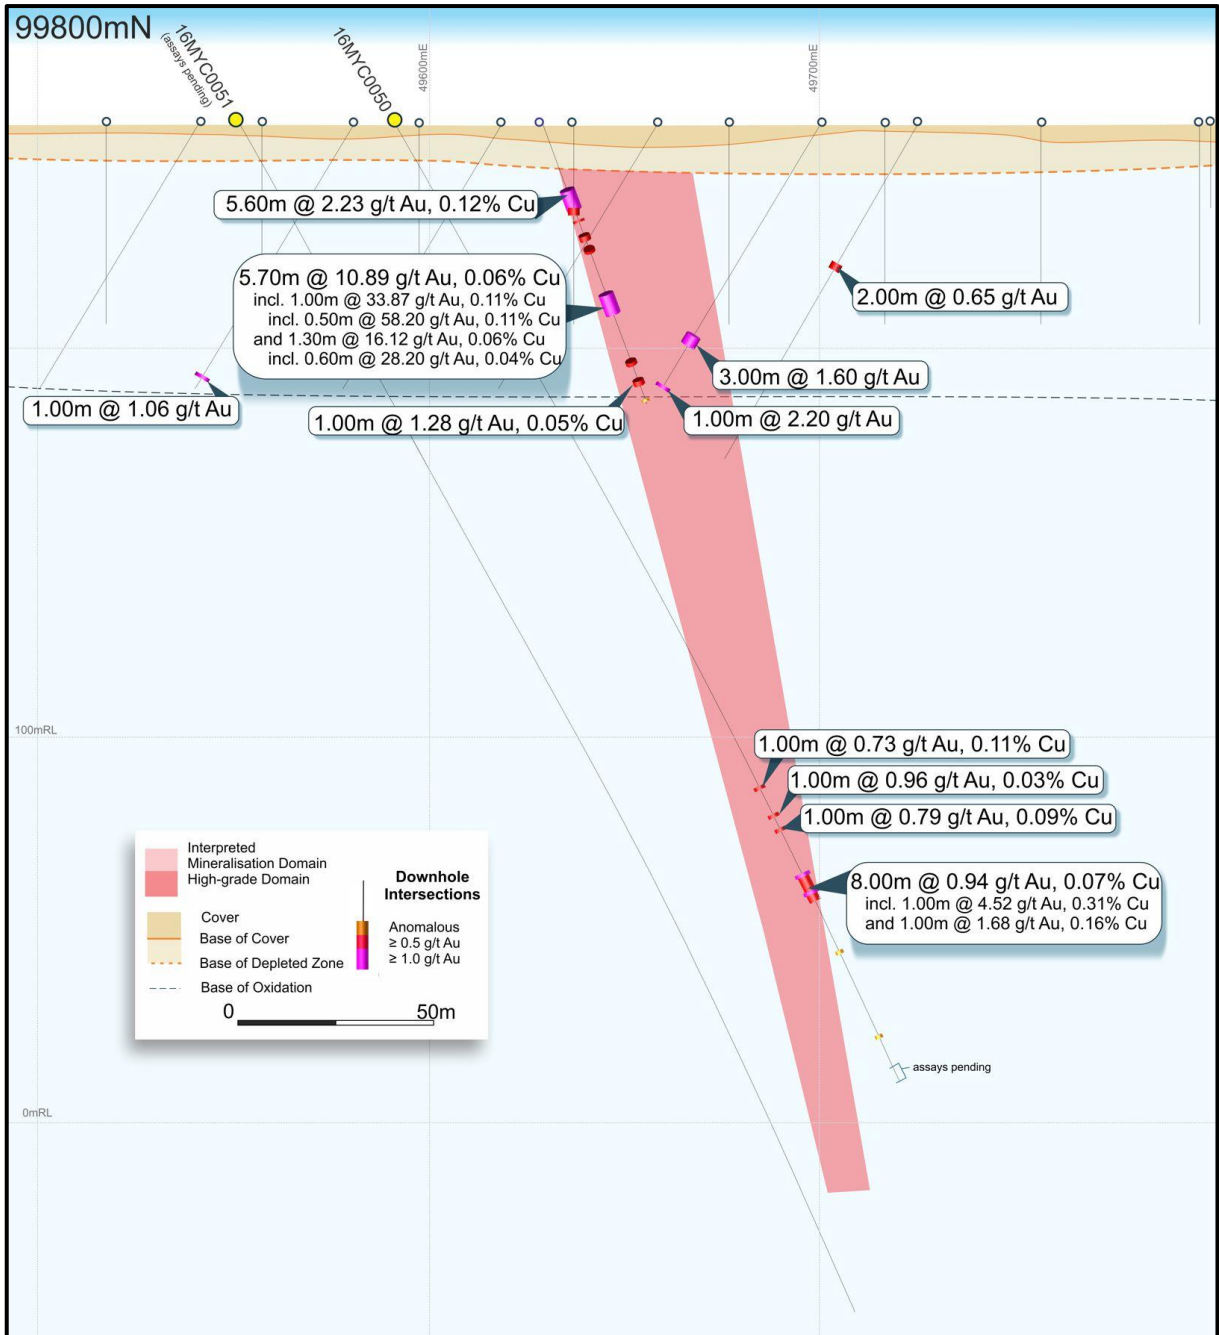 99800mN
16MYC0051
(assays pending)
16MYC0050
49600mE
49700mE
5.60m @ 2.23 g/t Au, 0.12% Cu
5.70m @ 10.89 g/t Au, 0.06% Cu
incl. 1.00m @ 33.87 g/t Au, 0.11% Cu
incl. 0.50m @ 58.20 g/t Au, 0.11% Cu
and 1.30m @ 16.12 g/t Au, 0.06% Cu
incl. 0.60m @ 28.20 g/t Au, 0.04% Cu
2.00m @ 0.65 g/t Au
3.00m @ 1.60 g/t Au
1.00m @ 1.06 g/t Au
1.00m @ 1.28 g/t Au, 0.05% Cu
1.00m @ 2.20 g/t Au
100mRL
1.00m @ 0.73 g/t Au, 0.11% Cu
1.00m @ 0.96 g/t Au, 0.03% Cu
1.00m @ 0.79 g/t Au, 0.09% Cu
8.00m @ 0.94 g/t Au, 0.07% Cu
incl. 1.00m @ 4.52 g/t Au, 0.31% Cu
and 1.00m @ 1.68 g/t Au, 0.16% Cu
Interpreted
Mineralisation Domain
High-grade Domain
Cover
Base of Cover
Base of Depleted Zone
Base of Oxidation
Downhole
Intersections
Anomalous
≥ 0.5 g/t Au
≥ 1.0 g/t Au
0 50m
assays pending
0mRL